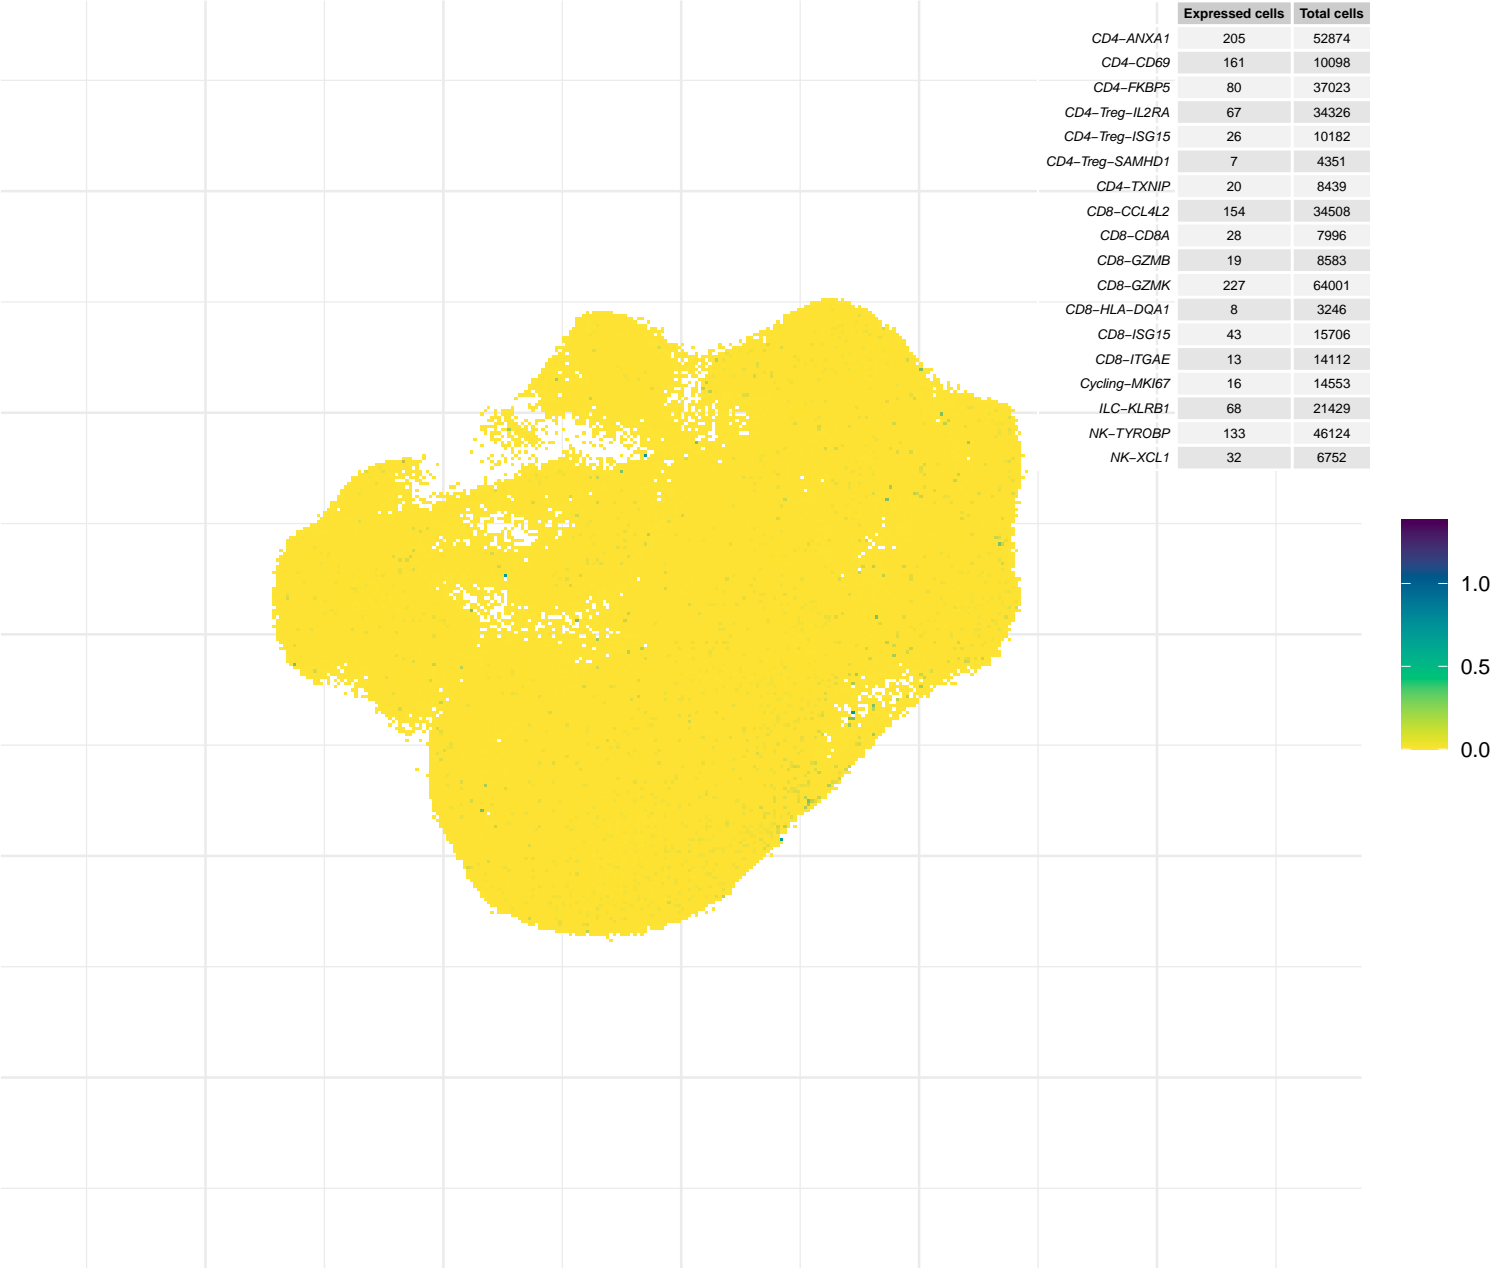 Expressed cells Total cells
CD4−ANXA1 205 52874
CD4−CD69 161 10098
CD4−FKBP5 80 37023
CD4−Treg−IL2RA 67 34326
CD4−Treg−ISG15 26 10182
CD4−Treg−SAMHD1 7 4351
CD4−TXNIP 20 8439
CD8−CCL4L2 154 34508
CD8−CD8A 28 7996
CD8−GZMB 19 8583
CD8−GZMK 227 64001
CD8−HLA−DQA1 8 3246
CD8−ISG15 43 15706
CD8−ITGAE 13 14112
Cycling−MKI67 16 14553
ILC−KLRB1 68 21429
NK−TYROBP 133 46124
NK−XCL1 32 6752
1.0
0.5
0.0